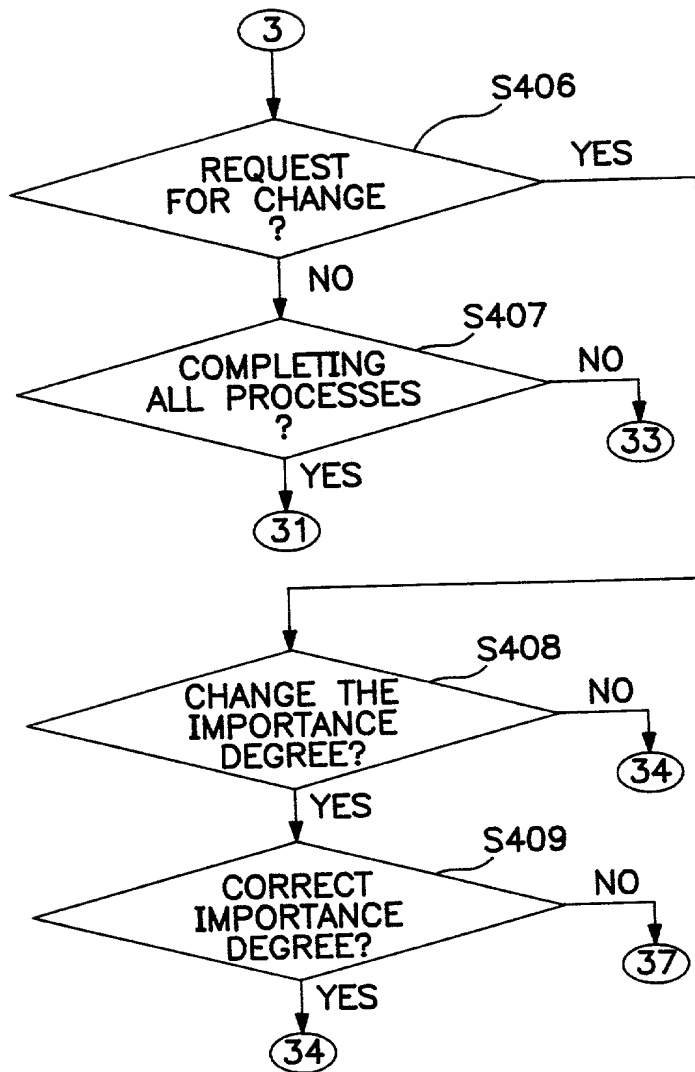 3
S406
REQUEST
FOR CHANGE
?
YES
NO
S407
COMPLETING
ALL PROCESSES
?
NO
33
YES
31
S408
CHANGE THE
IMPORTANCE
DEGREE?
NO
34
YES
S409
CORRECT
IMPORTANCE
DEGREE?
NO
37
YES
34